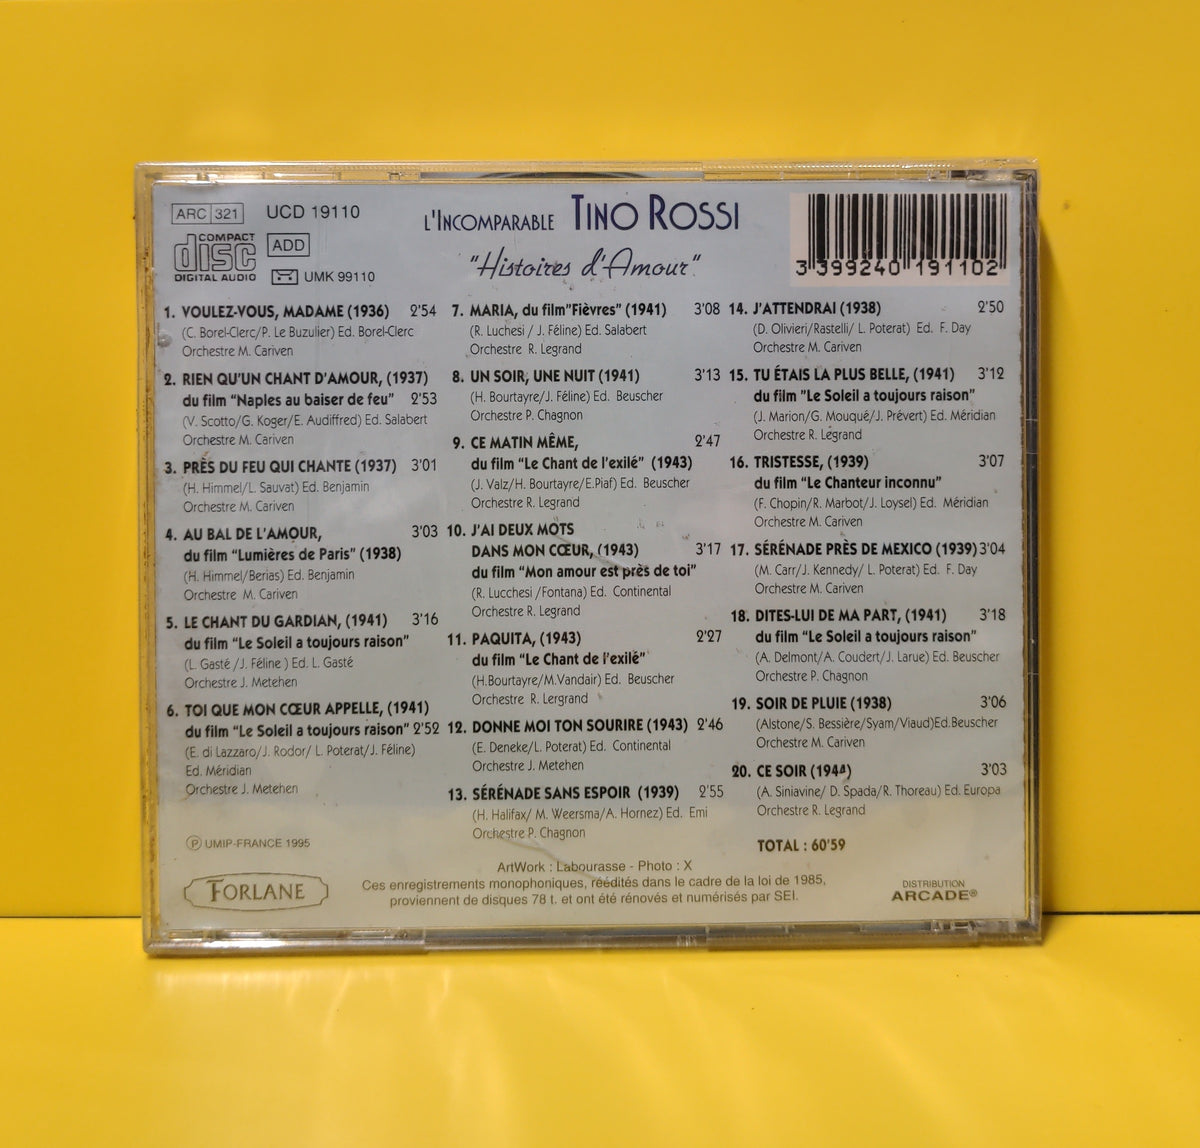 ARC 321 UCD 19110
COMPACT
disc
DIGITAL AUDIO
ADD
UMK 99110
L'INCOMPARABLE TINO ROSSI
"Histoires d'Amour"
3 399240 191102
1. VOULEZ-VOUS, MADAME (1936) 2'54
(C. Borel-Clerc/P. Le Buzulier) Ed. Borel-Clerc
Orchestre M. Cariven
2. RIEN QU'UN CHANT D'AMOUR, (1937)
du film "Naples au baiser de feu" 2'53
(V. Scotto/G. Koger/E. Audiffred) Ed. Salabert
Orchestre M. Cariven
3. PRÈS DU FEU QUI CHANTE (1937) 3'01
(H. Himmel/L. Sauvat) Ed. Benjamin
Orchestre M. Cariven
4. AU BAL DE L'AMOUR, 3'03
du film "Lumières de Paris" (1938)
(H. Himmel/Berias) Ed. Benjamin
Orchestre M. Cariven
5. LE CHANT DU GARDIAN, (1941) 3'16
du film "Le Soleil a toujours raison"
(L. Gasté /J. Féline ) Ed. L. Gasté
Orchestre J. Metehen
6. TOI QUE MON CŒUR APPELLE, (1941)
du film "Le Soleil a toujours raison" 2'52
(E. di Lazzaro/J. Rodor/ L. Poterat/J. Féline)
Ed. Méridian
Orchestre J. Metehen
7. MARIA, du film"Fièvres" (1941) 3'08
(R. Luchesi / J. Féline) Ed. Salabert
Orchestre R. Legrand
8. UN SOIR, UNE NUIT (1941) 3'13
(H. Bourtayre/J. Féline) Ed. Beuscher
Orchestre P. Chagnon
9. CE MATIN MÊME, 2'47
du film "Le Chant de l'exilé" (1943)
(J. Valz/H. Bourtayre/E.Piaf) Ed. Beuscher
Orchestre R. Legrand
10. J'AI DEUX MOTS
DANS MON CŒUR, (1943) 3'17
du film "Mon amour est près de toi"
(R. Lucchesi /Fontana) Ed. Continental
Orchestre R. Legrand
11. PAQUITA, (1943) 2'27
du film "Le Chant de l'exilé"
(H.Bourtayre/M.Vandair) Ed. Beuscher
Orchestre R. Lergrand
12. DONNE MOI TON SOURIRE (1943) 2'46
(E. Deneke/L. Poterat) Ed. Continental
Orchestre J. Metehen
13. SÉRÉNADE SANS ESPOIR (1939) 2'55
(H. Halifax/ M. Weersma/A. Hornez) Ed. Emi
Orchestre P. Chagnon
14. J'ATTENDRAI (1938) 2'50
(D. Olivieri/Rastelli/ L. Poterat) Ed. F. Day
Orchestre M. Cariven
15. TU ÉTAIS LA PLUS BELLE, (1941) 3'12
du film "Le Soleil a toujours raison"
(J. Marion/G. Mouqué/J. Prévert) Ed. Méridian
Orchestre R. Legrand
16. TRISTESSE, (1939) 3'07
du film "Le Chanteur inconnu"
(F. Chopin/R. Marbot/J. Loysel) Ed. Méridian
Orchestre M. Cariven
17. SÉRÉNADE PRÈS DE MEXICO (1939) 3'04
(M. Carr/J. Kennedy/ L. Poterat) Ed. F. Day
Orchestre M. Cariven
18. DITES-LUI DE MA PART, (1941) 3'18
du film "Le Soleil a toujours raison"
(A. Delmont/A. Coudert/J. Larue) Ed. Beuscher
Orchestre P. Chagnon
19. SOIR DE PLUIE (1938) 3'06
(Alstone/S. Bessière/Syam/Viaud)Ed.Beuscher
Orchestre M. Cariven
20. CE SOIR 3'03
(A. Siniavine/ D. Spada/R. Thoreau) Ed. Europa
Orchestre R. Legrand
TOTAL : 60'59
Ⓟ UMIP-FRANCE 1995
FORLANE
ArtWork : Labourasse - Photo : X
Ces enregistrements monophoniques, réédités dans le cadre de la loi de 1985,
proviennent de disques 78 t. et ont été rénovés et numérisés par SEI.
DISTRIBUTION
ARCADE®